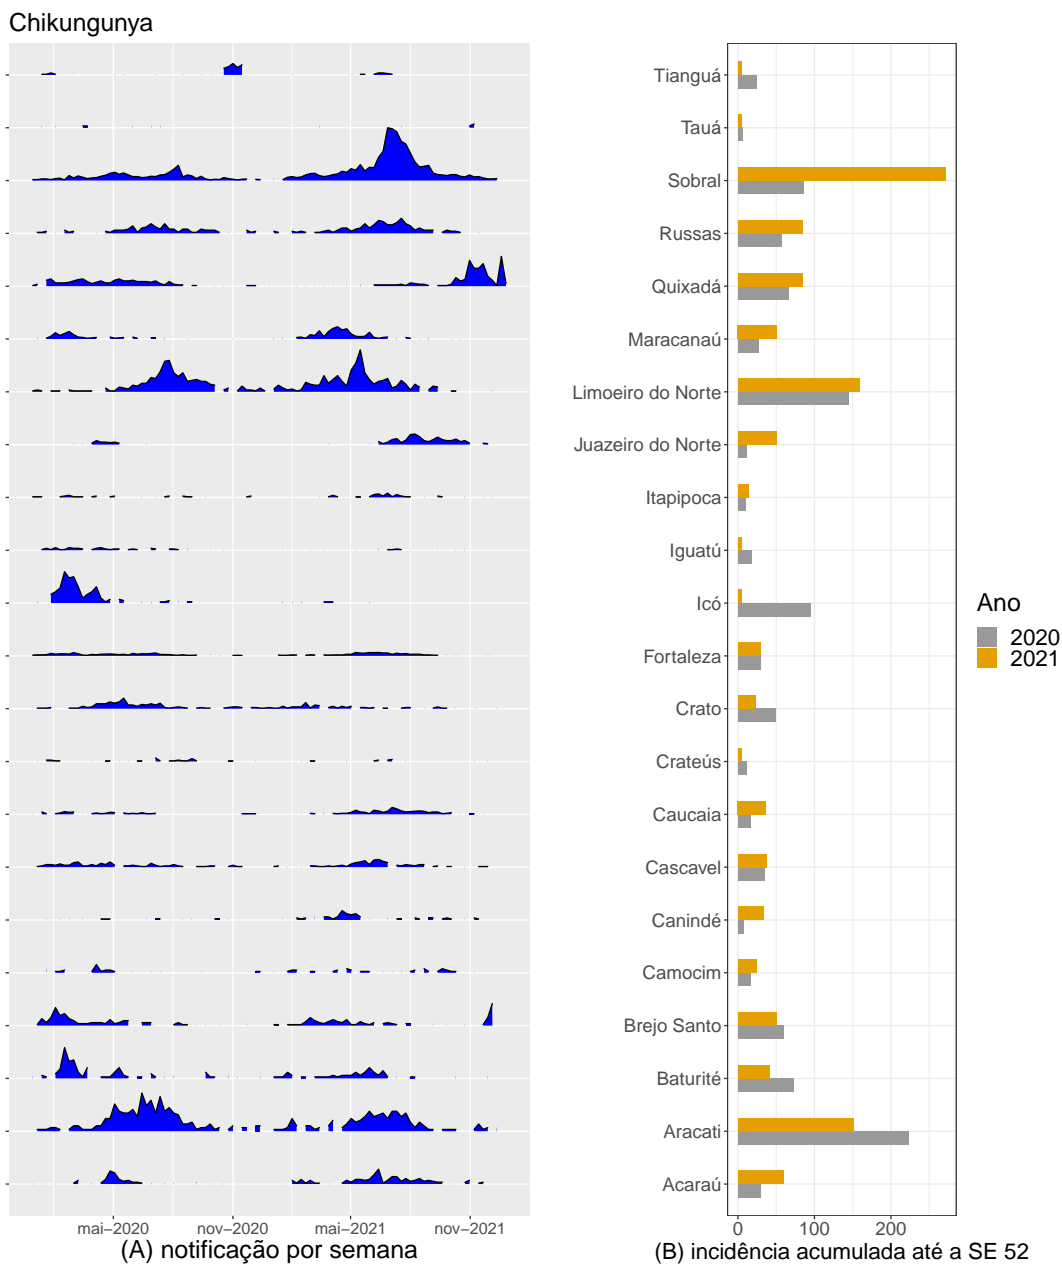 Chikungunya
Tianguá
Tauá
Sobral
Russas
Quixadá
Maracanaú
Limoeiro do Norte
Juazeiro do Norte
Itapipoca
Iguatú
Icó
Fortaleza
Crato
Crateús
Caucaia
Cascavel
Canindé
Camocim
Brejo Santo
Baturité
Aracati
Acaraú
Ano
2020
2021
mai−2020 nov−2020 mai−2021 nov−2021
0 100 200
(A) notificação por semana
(B) incidência acumulada até a SE 52